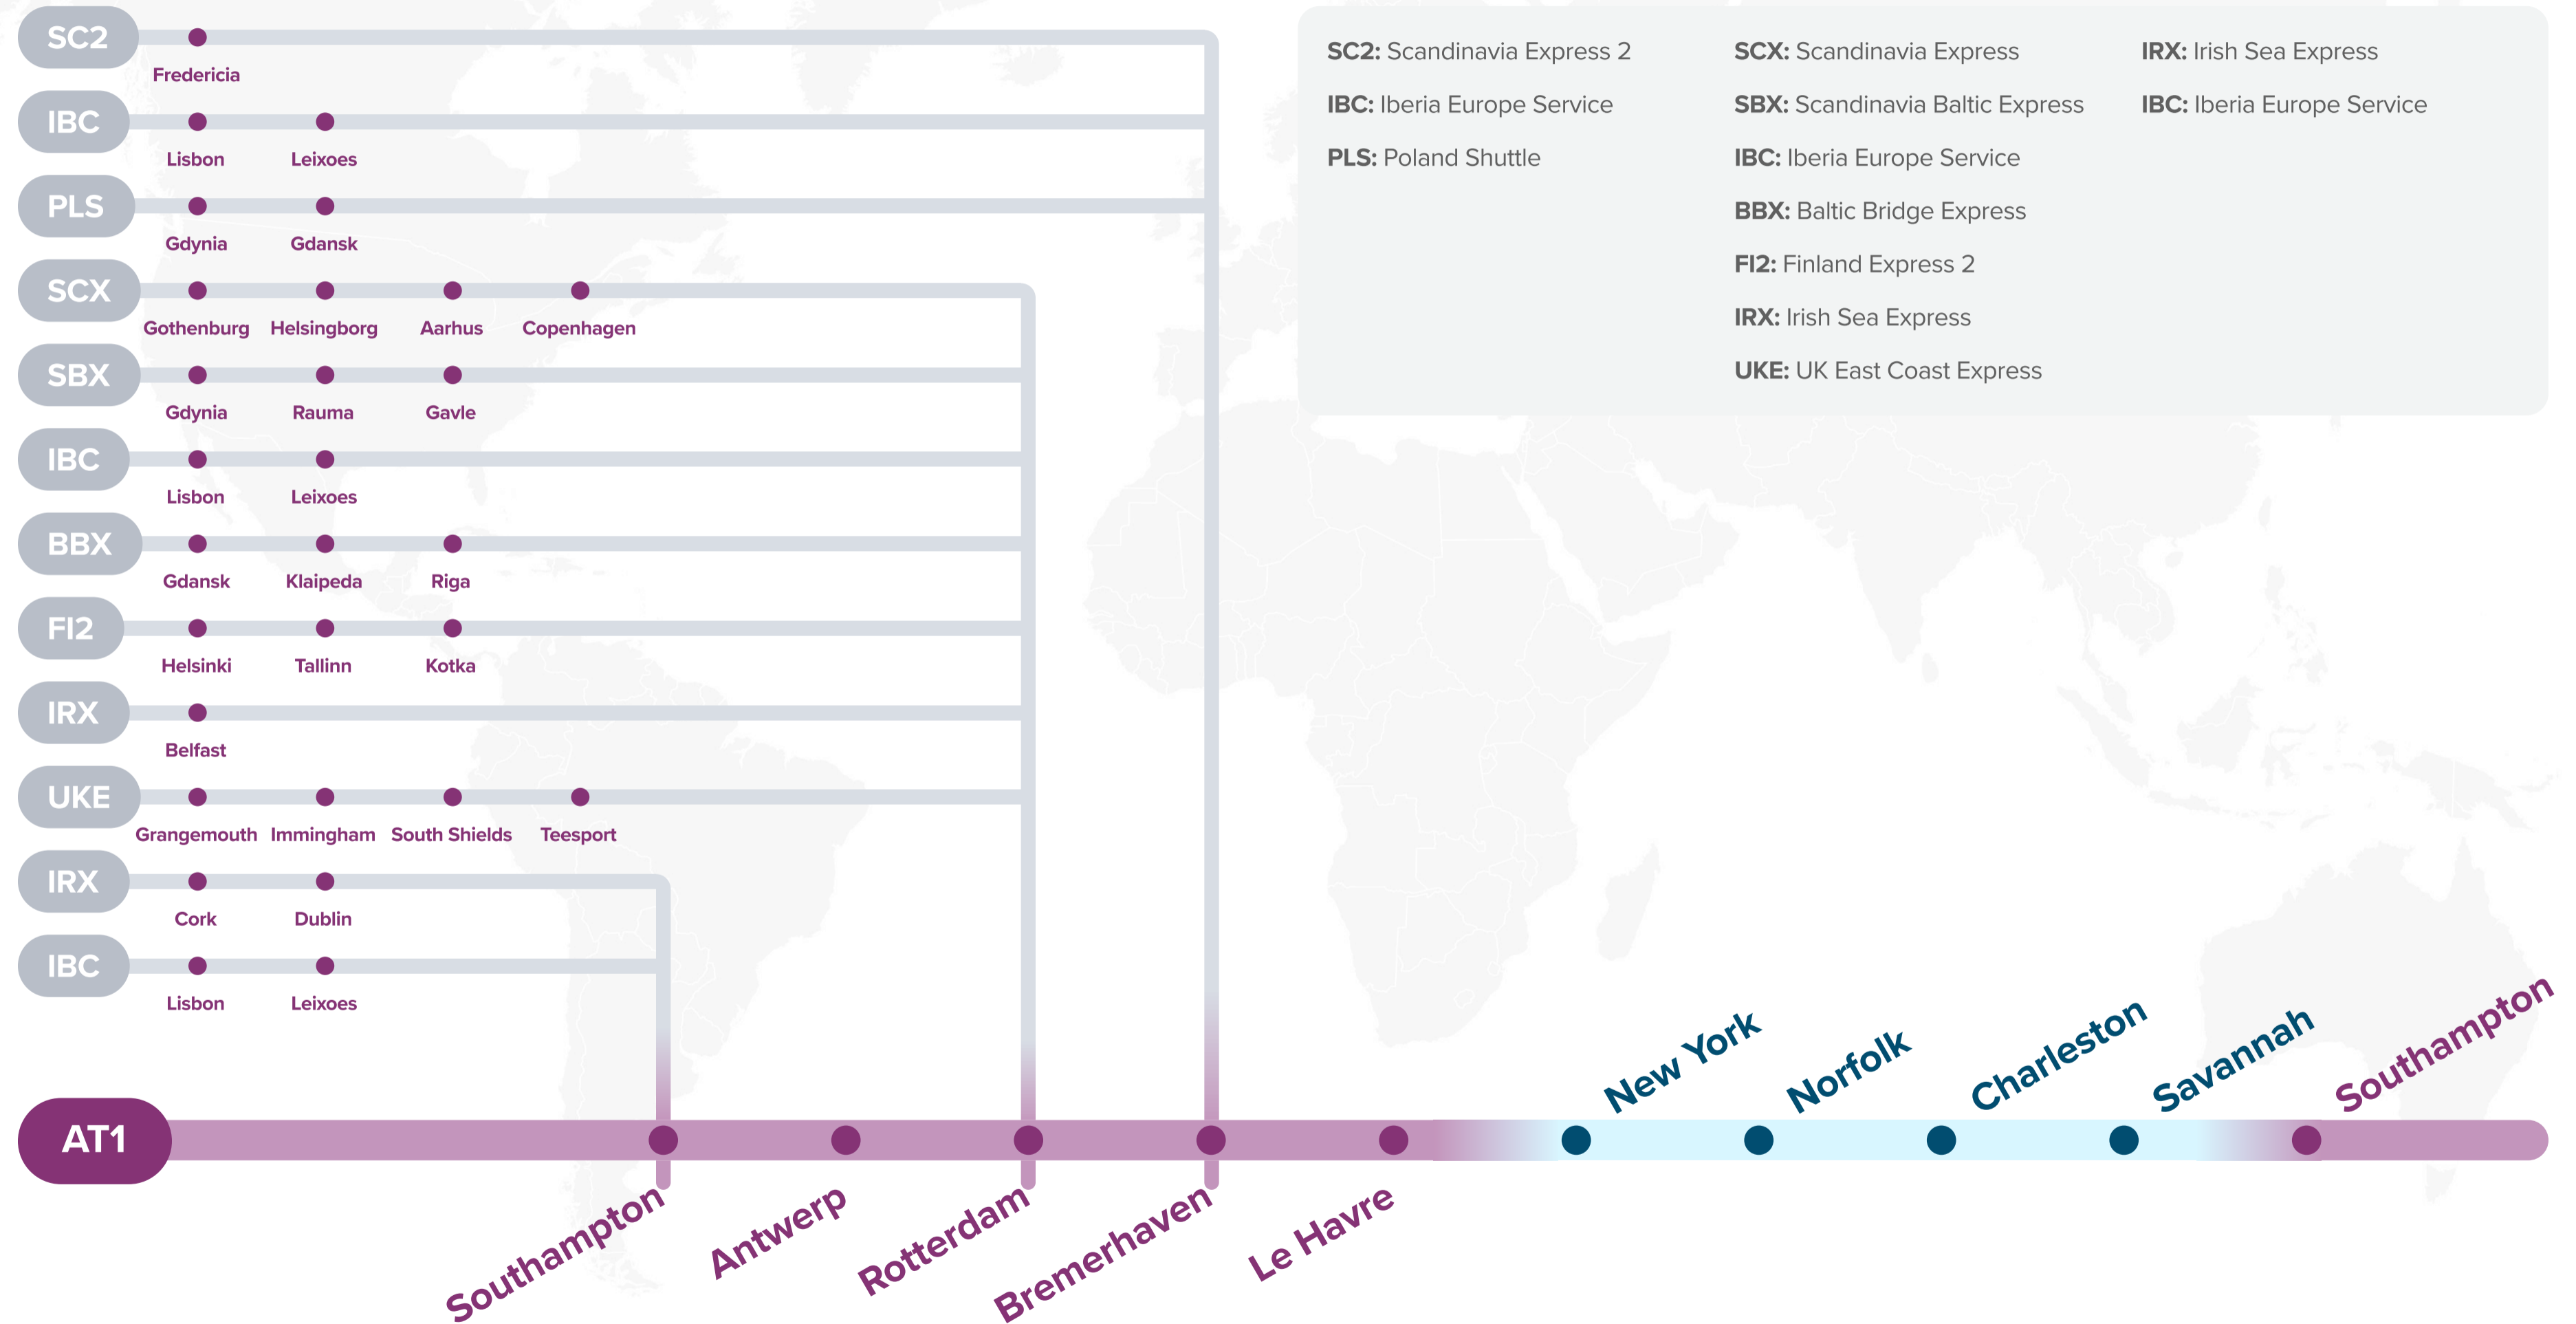 SC2
Fredericia
IBC
Lisbon Leixoes
PLS
Gdynia Gdansk
SCX
Gothenburg Helsingborg Aarhus Copenhagen
SBX
Gdynia Rauma Gavle
IBC
Lisbon Leixoes
BBX
Gdansk Klaipeda Riga
FI2
Helsinki Tallinn Kotka
IRX
Belfast
UKE
Grangemouth Immingham South Shields Teesport
IRX
Cork Dublin
IBC
Lisbon Leixoes
SC2: Scandinavia Express 2
IBC: Iberia Europe Service
PLS: Poland Shuttle
SCX: Scandinavia Express
SBX: Scandinavia Baltic Express
IBC: Iberia Europe Service
BBX: Baltic Bridge Express
FI2: Finland Express 2
IRX: Irish Sea Express
UKE: UK East Coast Express
IRX: Irish Sea Express
IBC: Iberia Europe Service
AT1
Southampton
Antwerp
Rotterdam
Bremerhaven
Le Havre
New York
Norfolk
Charleston
Savannah
Southampton